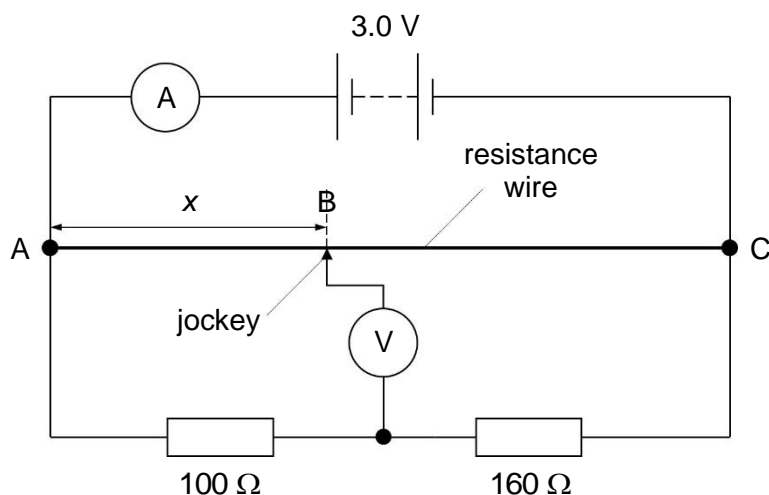 3.0 V
A
resistance
wire
x
B
A
C
jockey
V
100 Ω
160 Ω